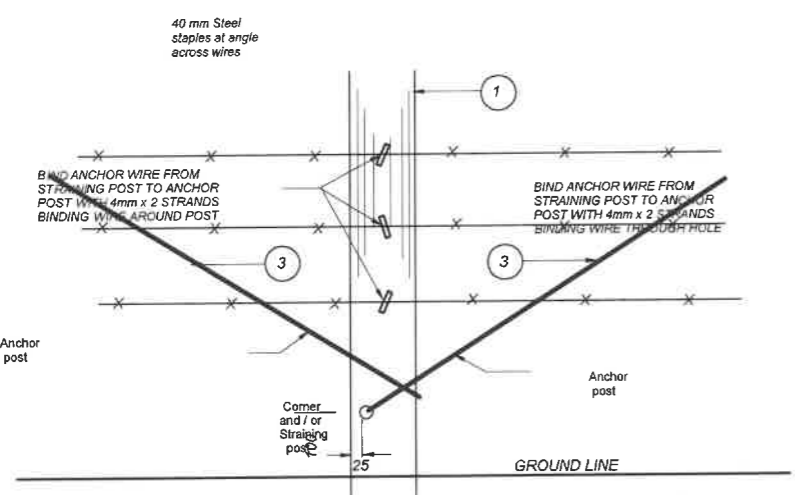 40 mm Steel
staples at angle
across wires
1
BIND ANCHOR WIRE FROM
STRAINING POST TO ANCHOR
POST WITH 4mm x 2 STRANDS
BINDING WIRE AROUND POST
BIND ANCHOR WIRE FROM
STRAINING POST TO ANCHOR
POST WITH 4mm x 2 STRANDS
BINDING WIRE THROUGH HOLE
3
3
Anchor
post
Anchor
post
Corner
and / or
Straining
post
100
25
GROUND LINE